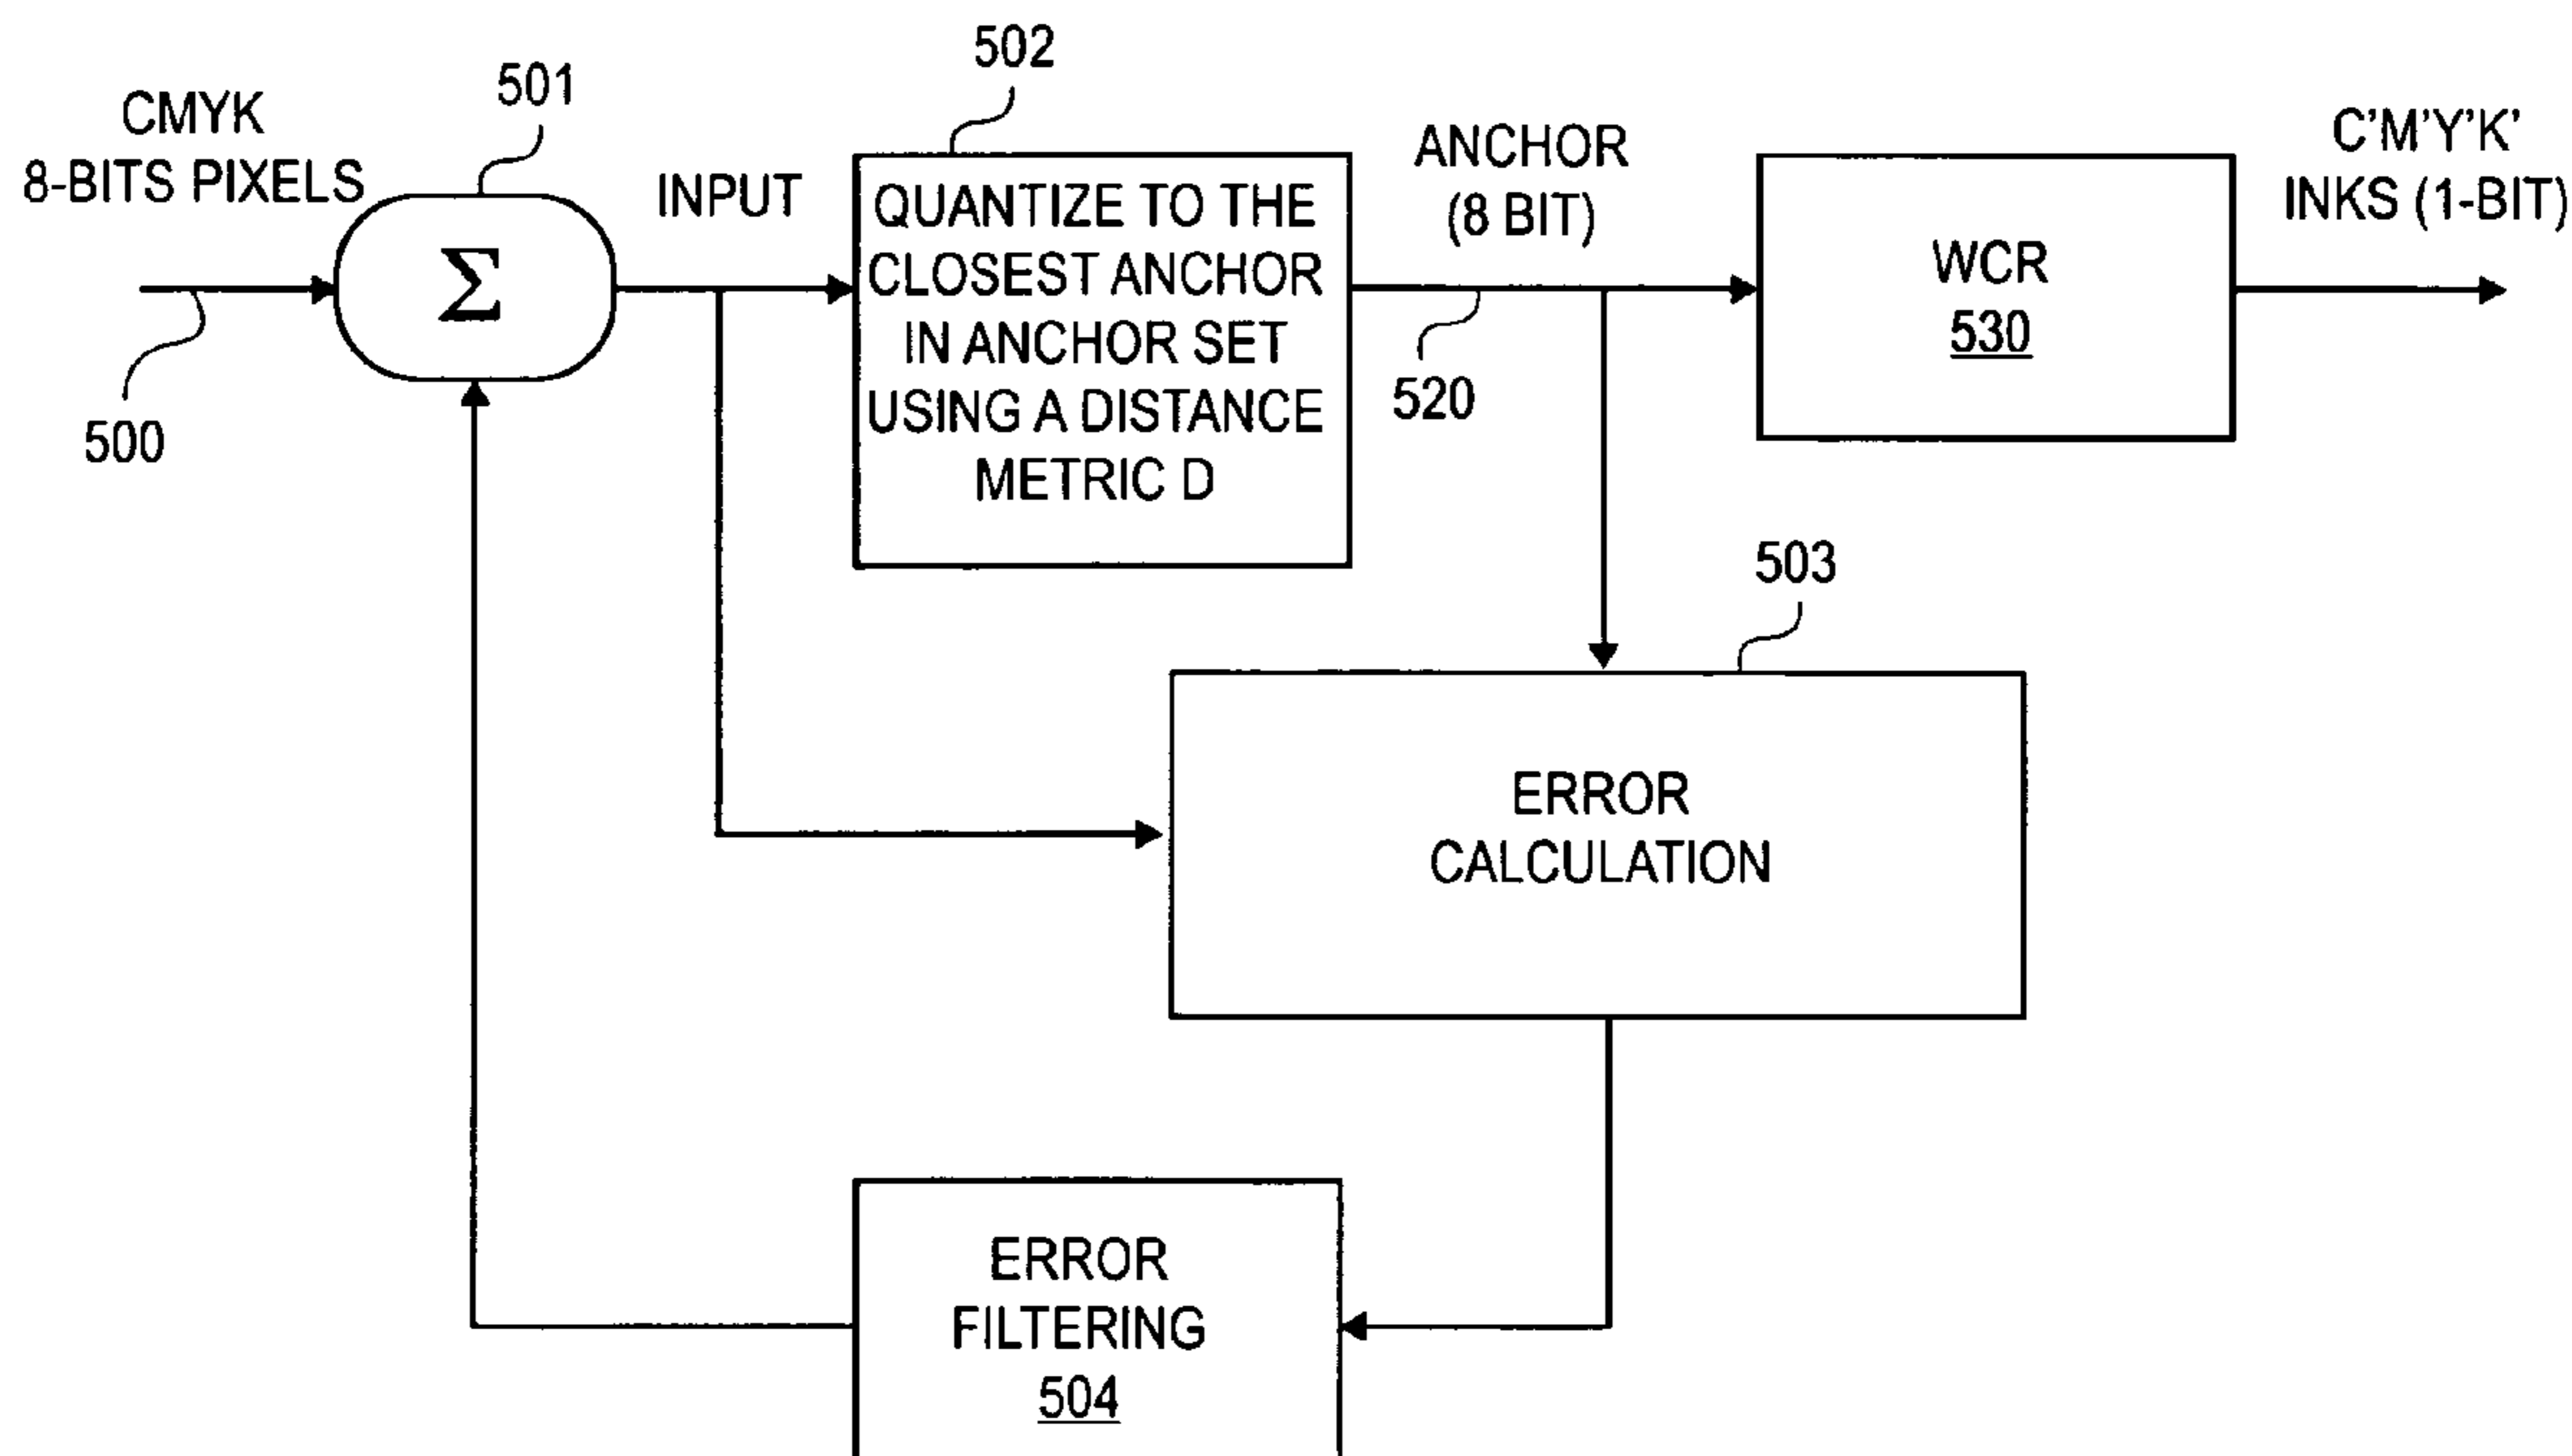 502
501
CMYK
8-BITS PIXELS
INPUT
QUANTIZE TO THE
CLOSEST ANCHOR
IN ANCHOR SET
USING A DISTANCE
METRIC D
ANCHOR
(8 BIT)
C'M'Y'K'
INKS (1-BIT)
Σ
WCR
530
500
520
503
ERROR
CALCULATION
ERROR
FILTERING
504